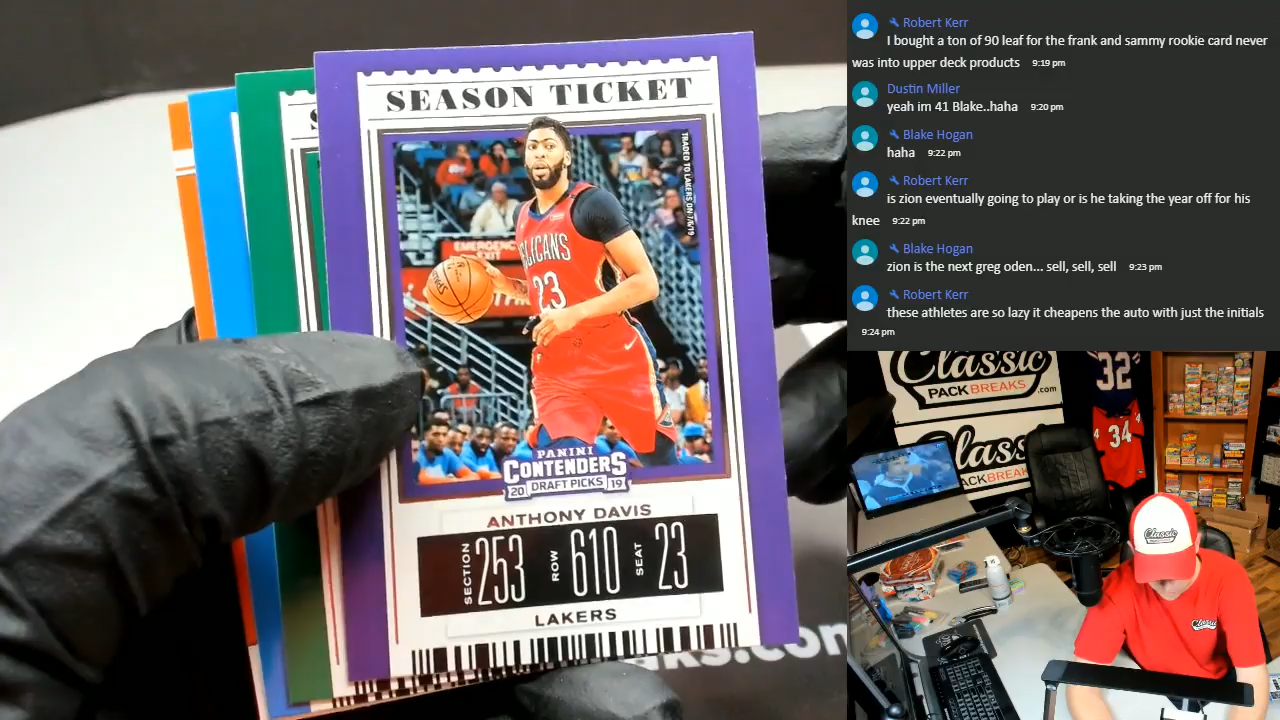 SEASON TICKET
TRADED TO LAKERS ON 7/6/19
EMERGENCY
EXIT
ELICANS
23
PANINI
CONTENDERS
20 DRAFT PICKS 19
ANTHONY DAVIS
SECTION 253 ROW 610 SEAT 23
LAKERS
Robert Kerr
I bought a ton of 90 leaf for the frank and sammy rookie card never
was into upper deck products 9:19 pm
Dustin Miller
yeah im 41 Blake..haha 9:20 pm
Blake Hogan
haha 9:22 pm
Robert Kerr
is zion eventually going to play or is he taking the year off for his
knee 9:22 pm
Blake Hogan
zion is the next greg oden... sell, sell, sell 9:23 pm
Robert Kerr
these athletes are so lazy it cheapens the auto with just the initials
9:24 pm
Classic
PACKBREAKS.com
32
34
Classic
PACKBREAKS
Classic
Classic
ks.com